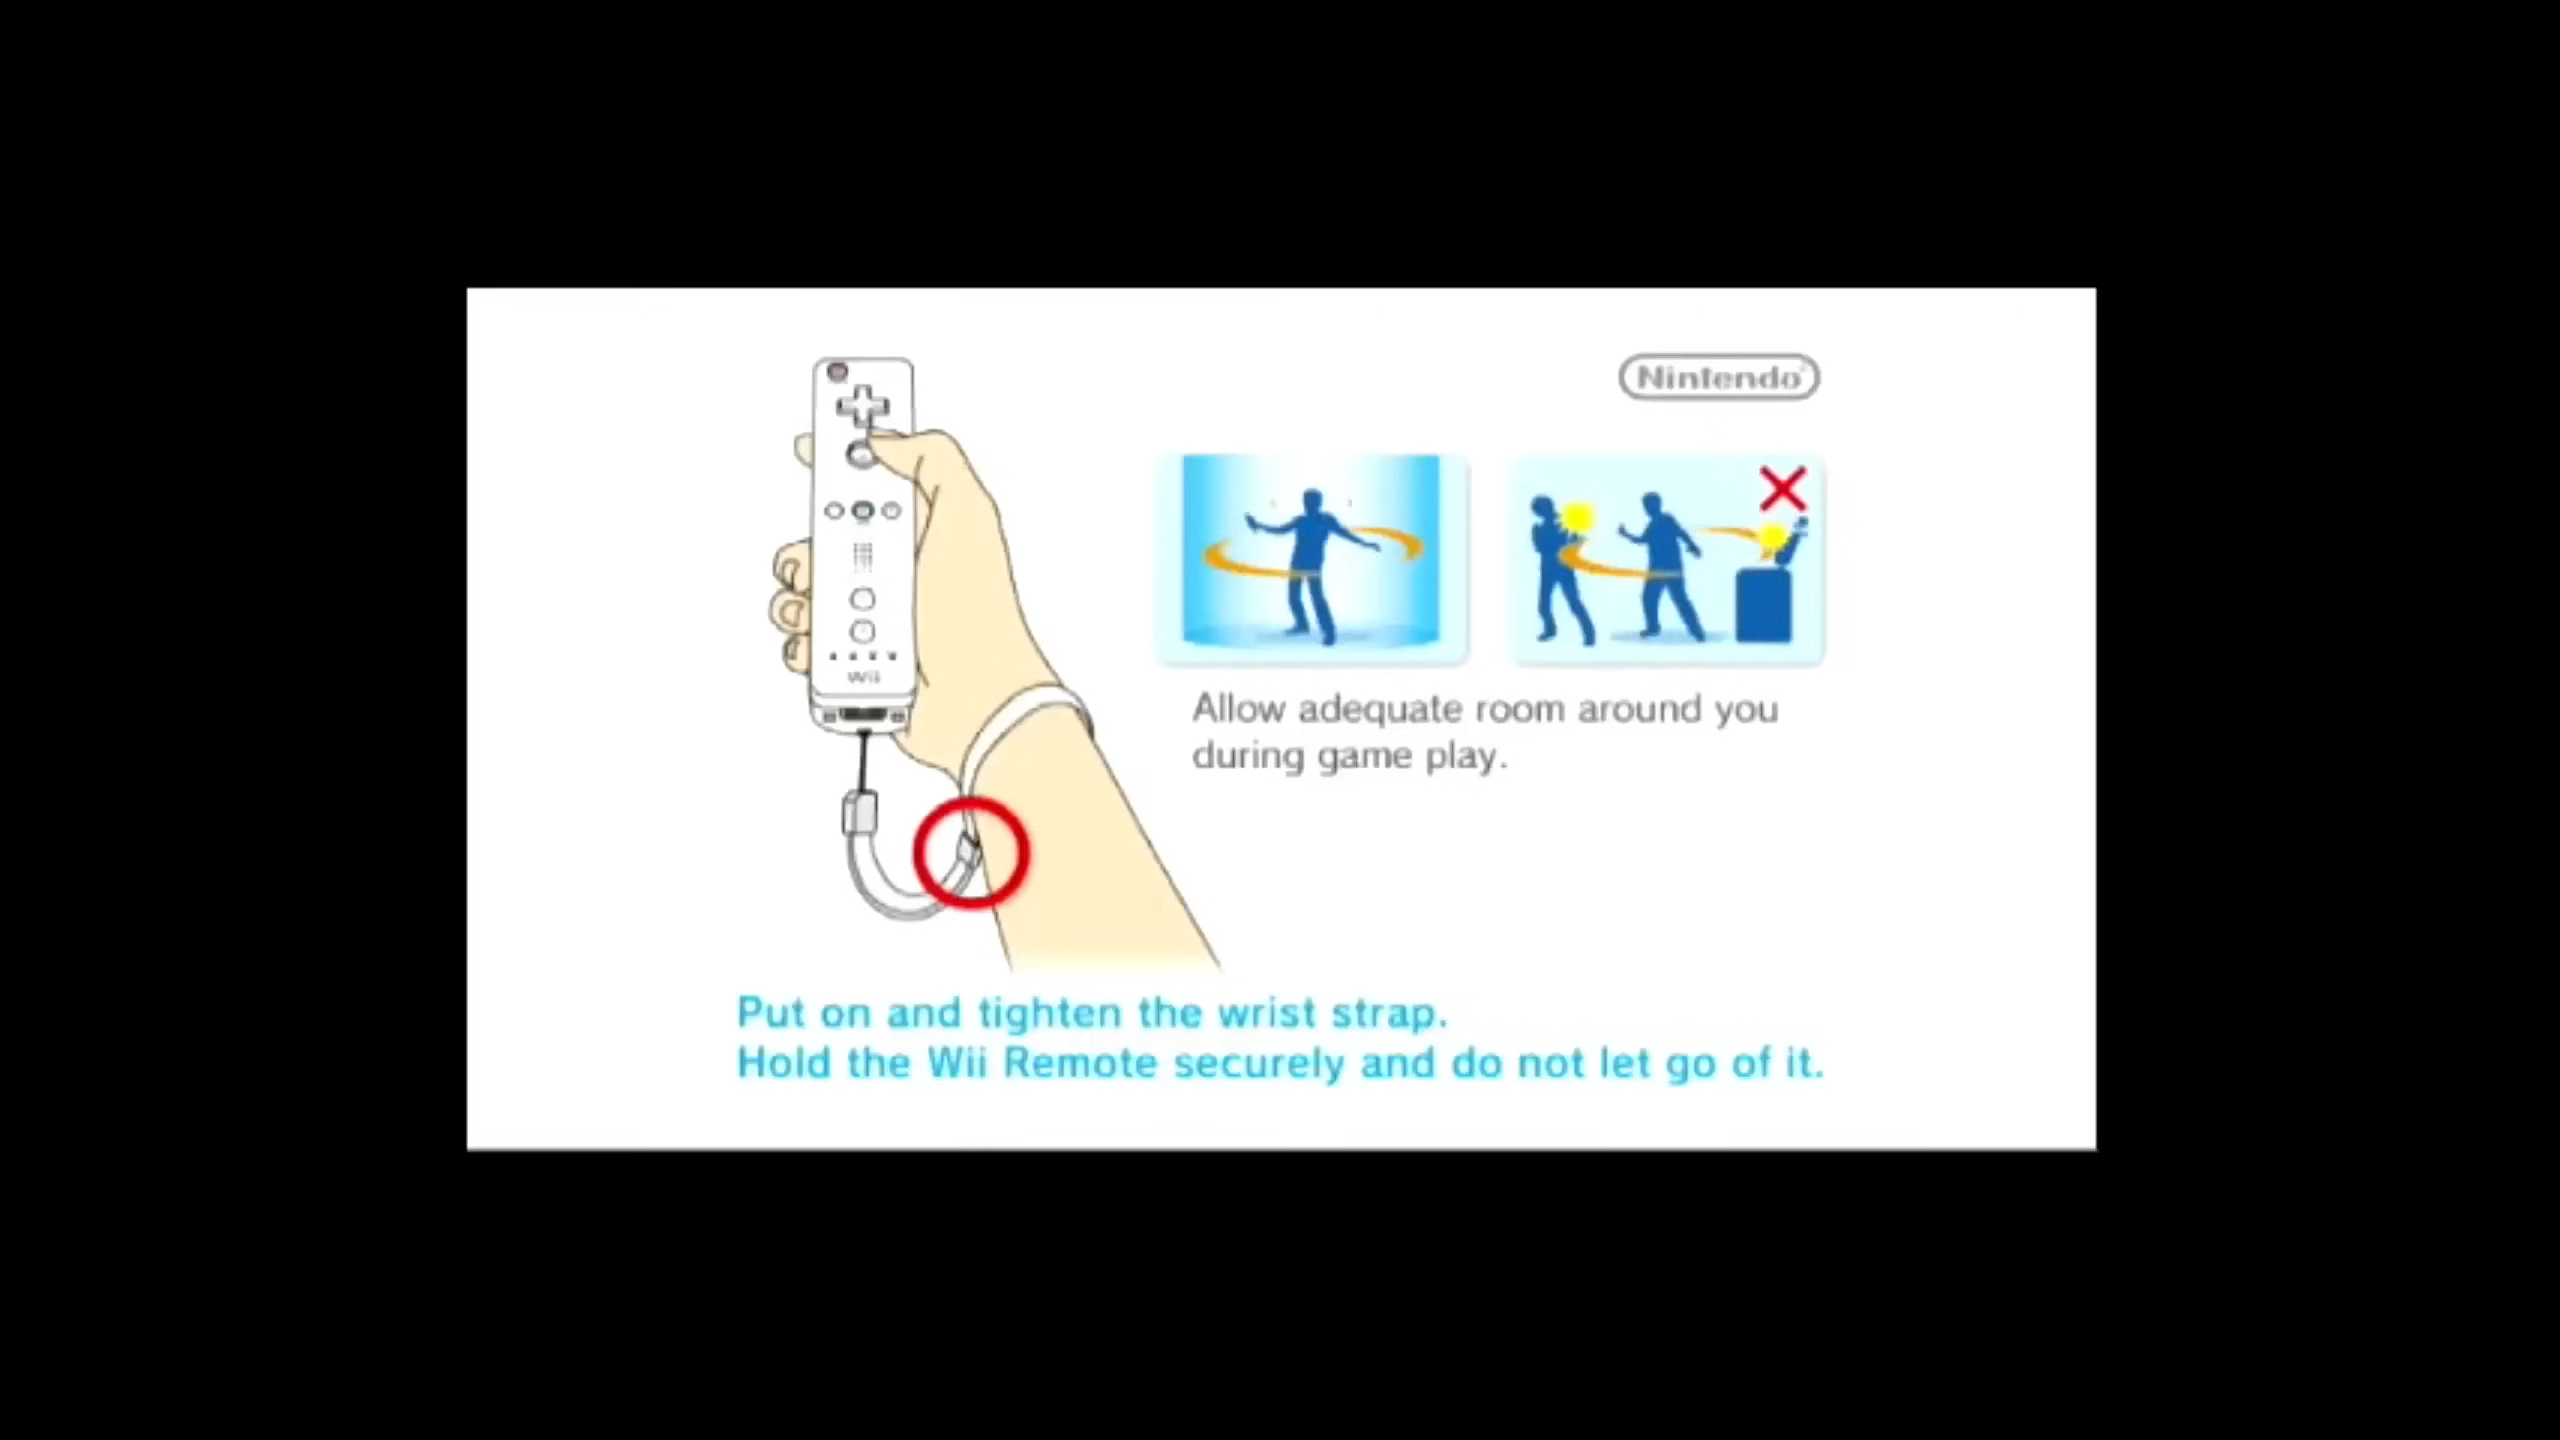 Nintendo
Wii
Allow adequate room around you
during game play.
Put on and tighten the wrist strap.
Hold the Wii Remote securely and do not let go of it.